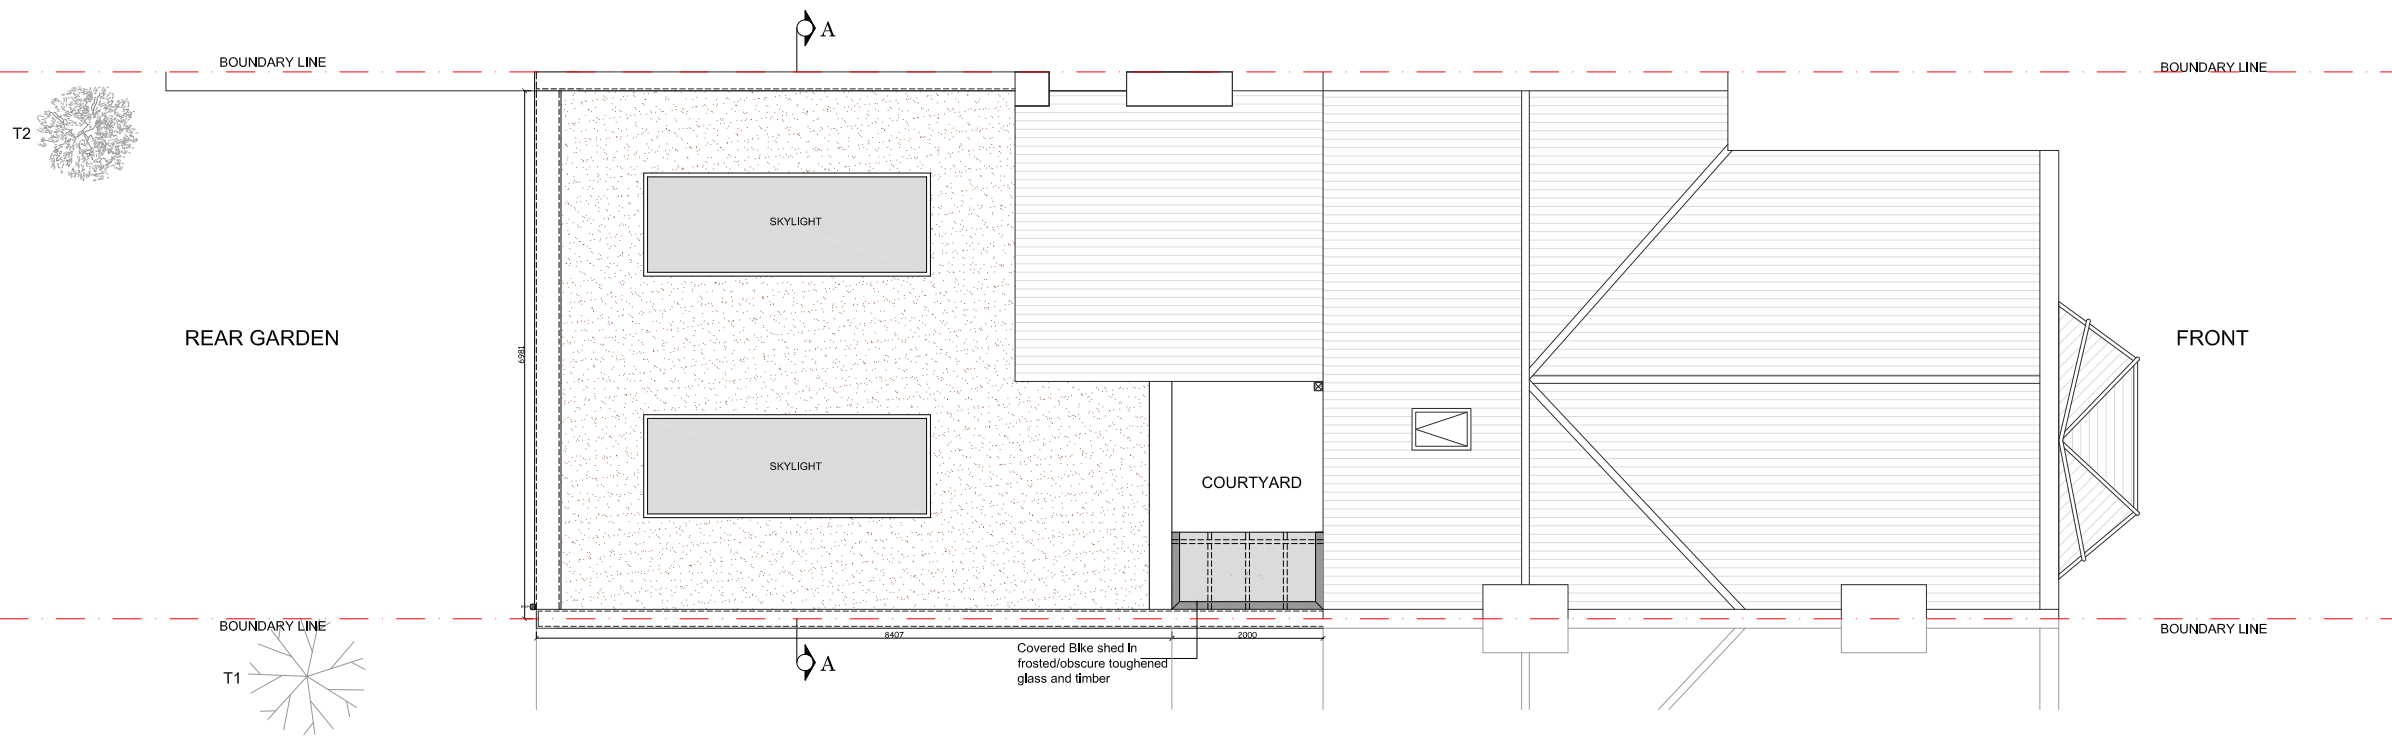 A
BOUNDARY LINE
BOUNDARY LINE
T2
SKYLIGHT
REAR GARDEN
FRONT
6981
SKYLIGHT
COURTYARD
BOUNDARY LINE
BOUNDARY LINE
8407
2000
Covered Bike shed in
frosted/obscure toughened
glass and timber
A
T1